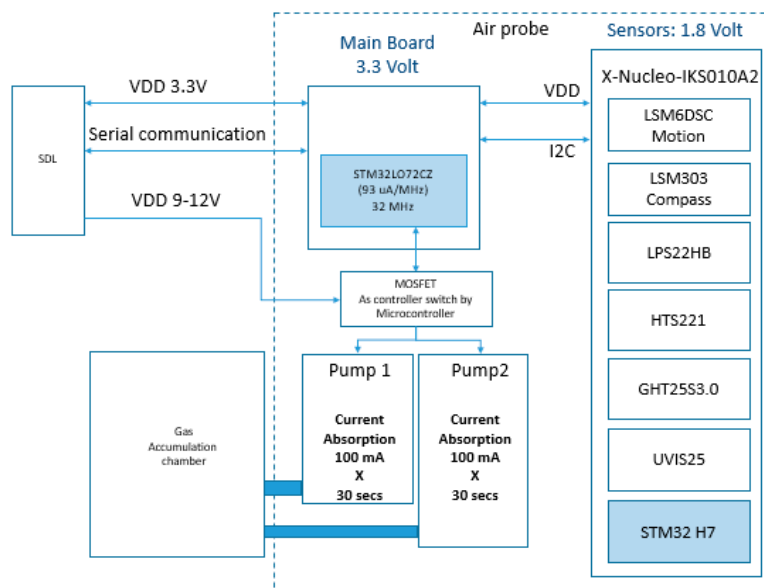 Air probe
Sensors: 1.8 Volt
Main Board
3.3 Volt
X-Nucleo-IKS010A2
VDD 3.3V
VDD
LSM6DSC
Motion
Serial communication
I2C
SDL
STM32LO72CZ
(93 uA/MHz)
32 MHz
LSM303
Compass
VDD 9-12V
LPS22HB
MOSFET
As controller switch by
Microcontroller
HTS221
Pump 1
Pump2
GHT25S3.0
Current
Absorption
100 mA
X
30 secs
Current
Absorption
100 mA
X
30 secs
Gas
Accumulation
chamber
UVIS25
STM32 H7